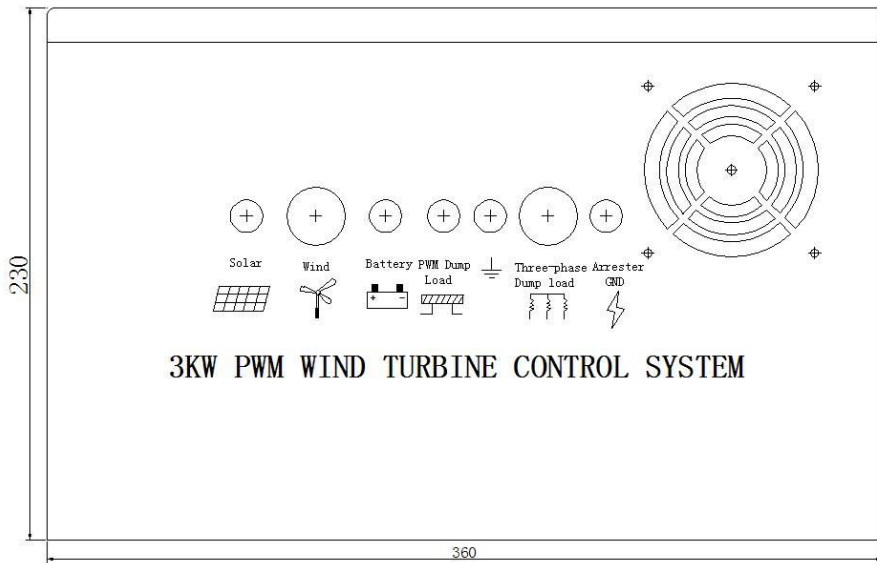 230
Solar
Wind
Battery
PWM Dump
Load
Three-phase
Dump load
Arrester
GND
+ −
3KW PWM WIND TURBINE CONTROL SYSTEM
360